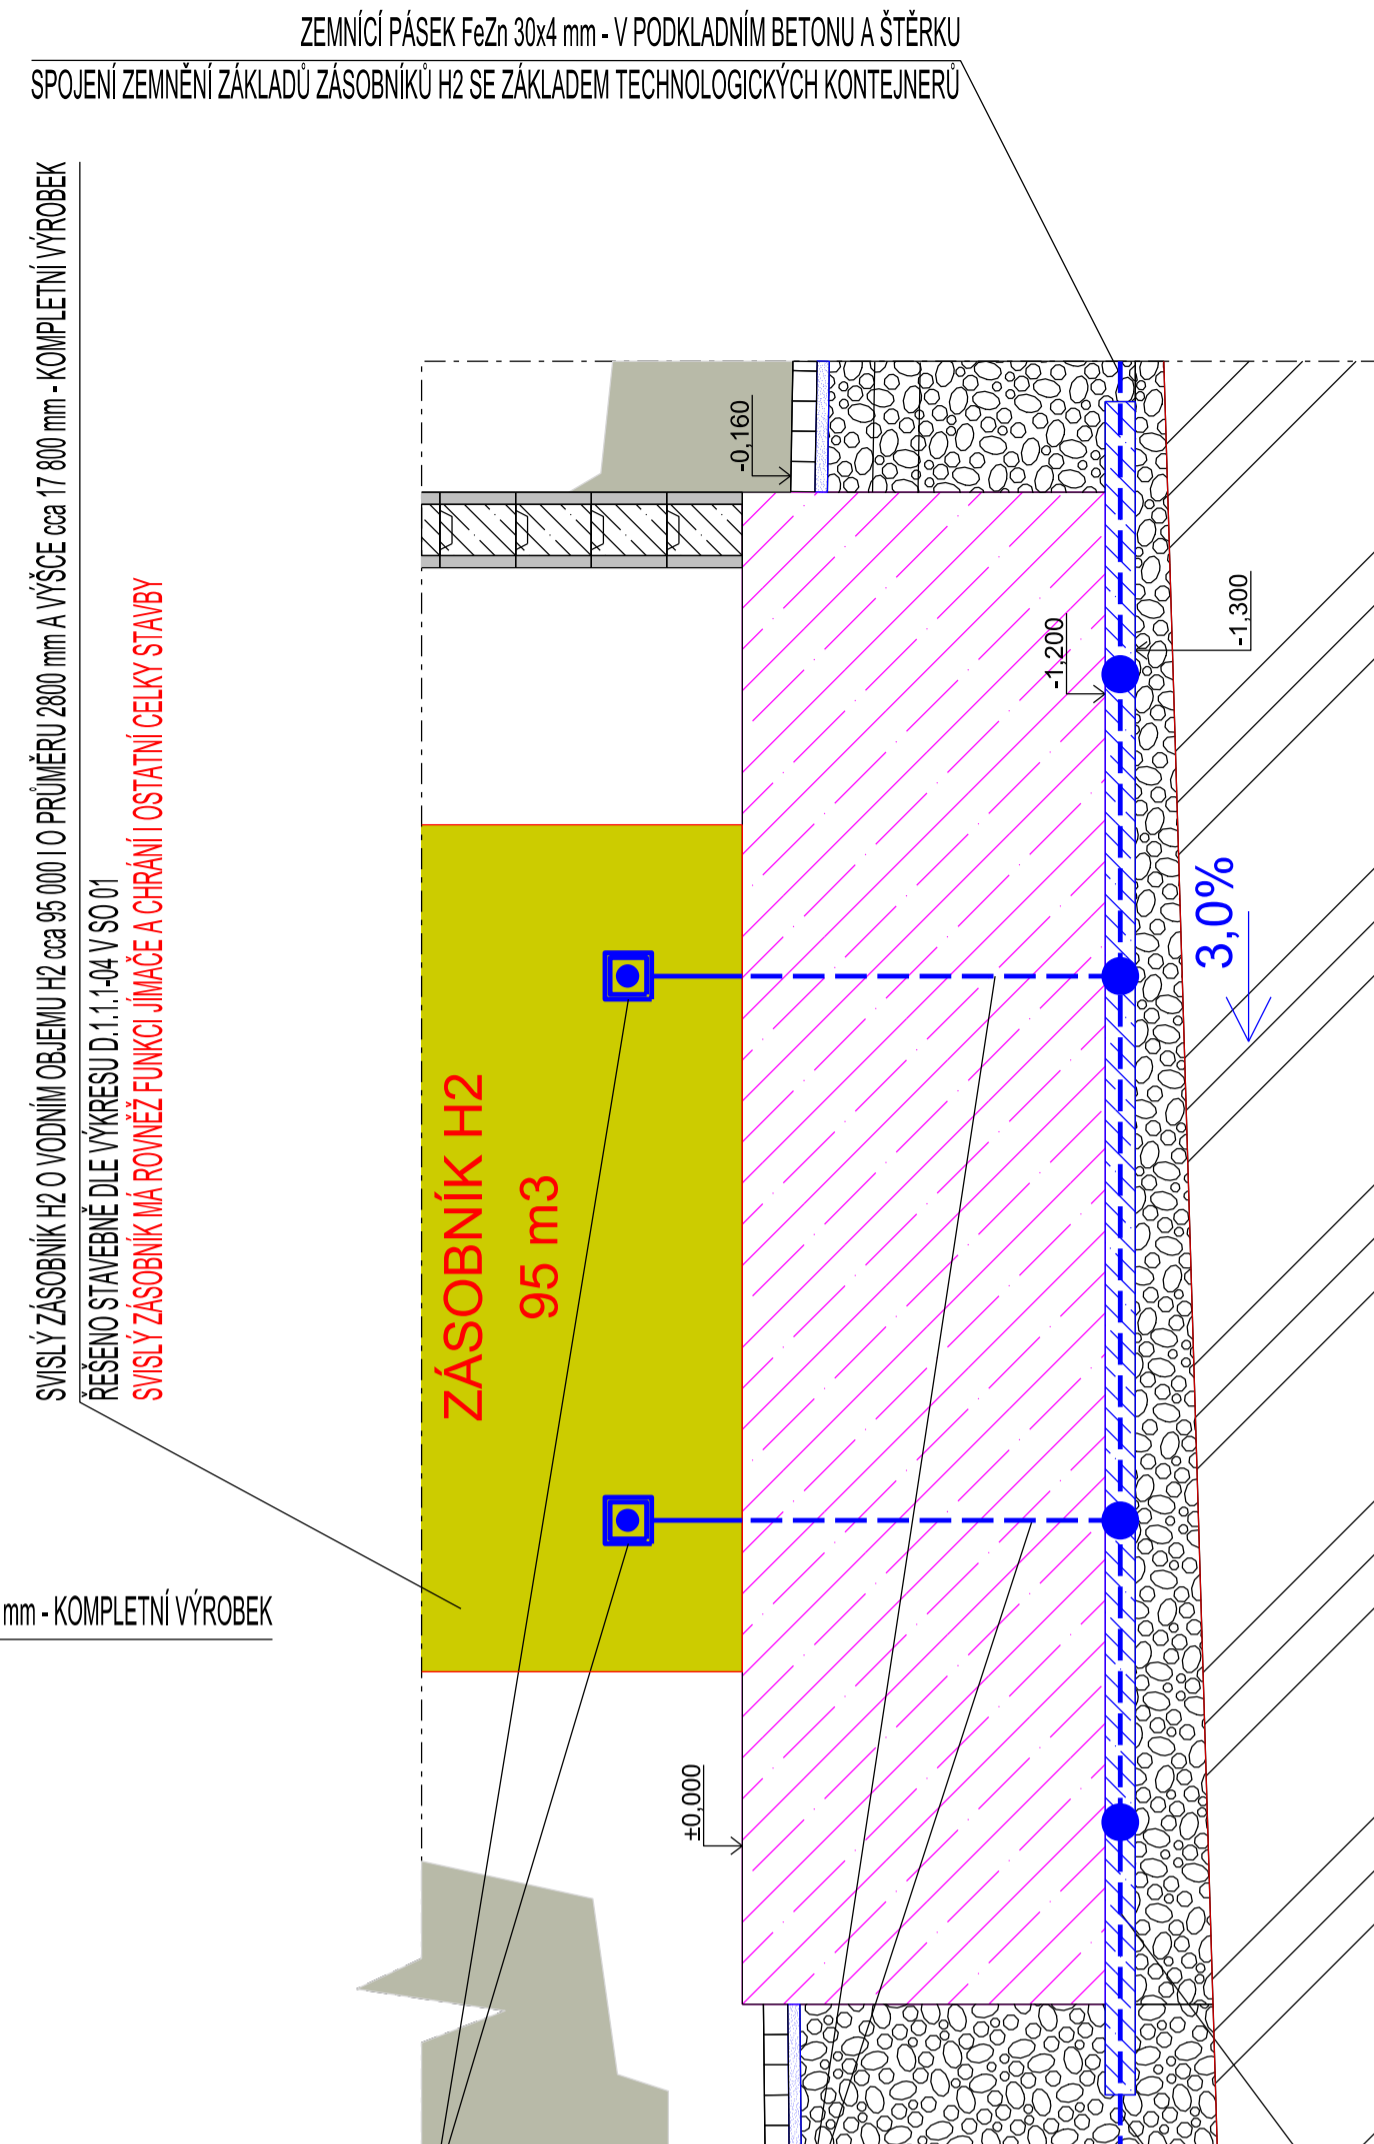 ZEMNÍCÍ PÁSEK FeZn 30x4 mm - V PODKLADNÍM BETONU A ŠTĚRKU
SPOJENÍ ZEMNĚNÍ ZÁKLADŮ ZÁSOBNÍKŮ H2 SE ZÁKLADEM TECHNOLOGICKÝCH KONTEJNERŮ
SVISLÝ ZÁSOBNÍK H2 O VODNÍM OBJEMU H2 cca 95 000 l O PRŮMĚRU 2800 mm A VÝŠCE cca 17 800 mm - KOMPLETNÍ VÝROBEK
ŘEŠENO STAVEBNĚ DLE VÝKRESU D.1.1.1-04 V SO 01
SVISLÝ ZÁSOBNÍK MÁ ROVNĚŽ FUNKCI JÍMAČE A CHRÁNÍ I OSTATNÍ CELKY STAVBY
-0,160
-1,200
-1,300
3,0%
ZÁSOBNÍK H2
95 m3
mm - KOMPLETNÍ VÝROBEK
±0,000